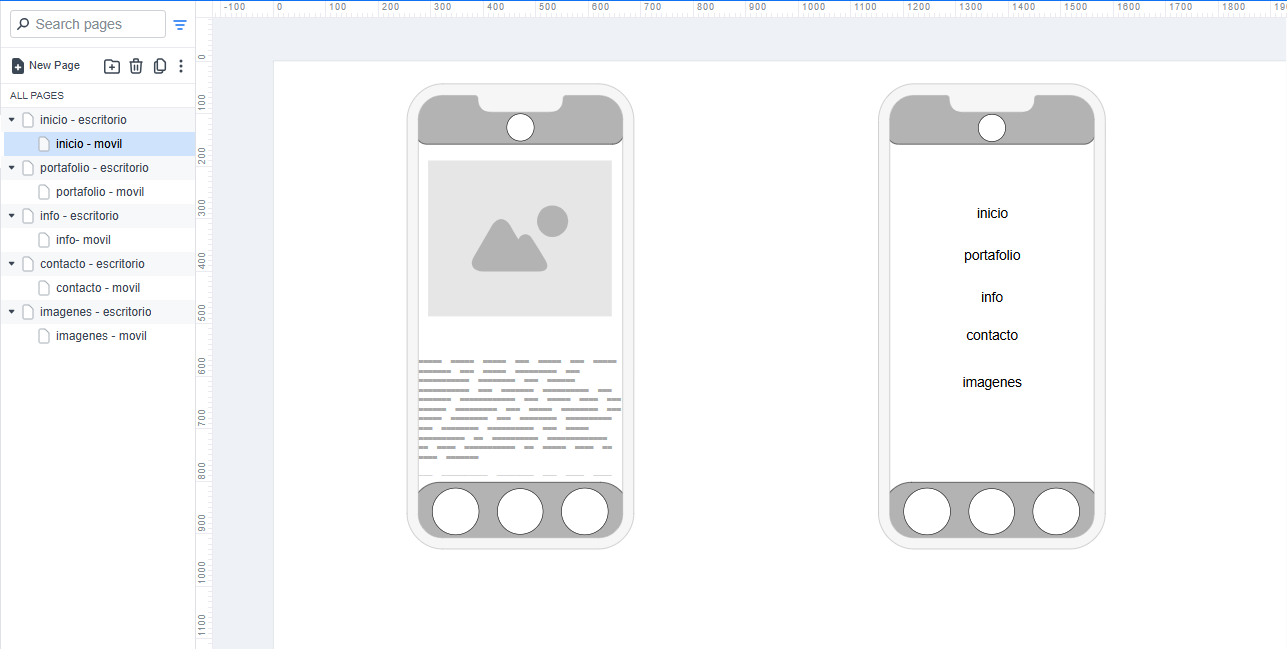 Search pages
New Page
ALL PAGES
inicio - escritorio
inicio - movil
portafolio - escritorio
portafolio - movil
info - escritorio
info- movil
contacto - escritorio
contacto - movil
imagenes - escritorio
imagenes - movil
-100 0 100 200 300 400 500 600 700 800 900 1000 1100 1200 1300 1400 1500 1600 1700 1800
0
100
200
300
400
500
600
700
800
900
1000
1100
inicio
portafolio
info
contacto
imagenes